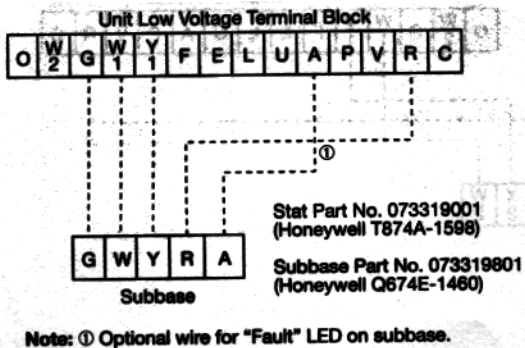 Unit Low Voltage Terminal Block
O W2 G W1 Y1 F E L U A P V R C
①
Stat Part No. 073319001
(Honeywell T874A-1598)
G W Y R A
Subbase Part No. 073319801
(Honeywell Q674E-1460)
Subbase
Note: ① Optional wire for "Fault" LED on subbase.